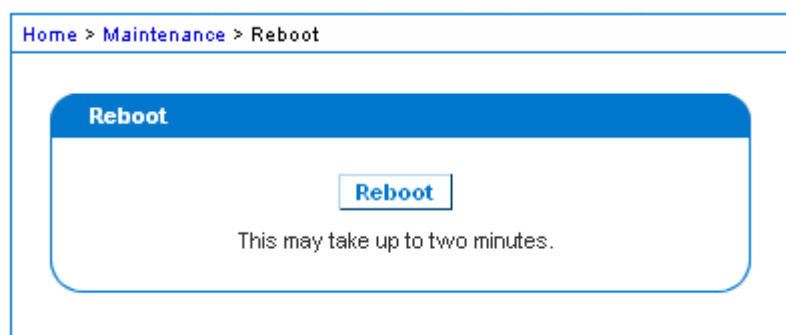 Home > Maintenance > Reboot
Reboot
Reboot
This may take up to two minutes.